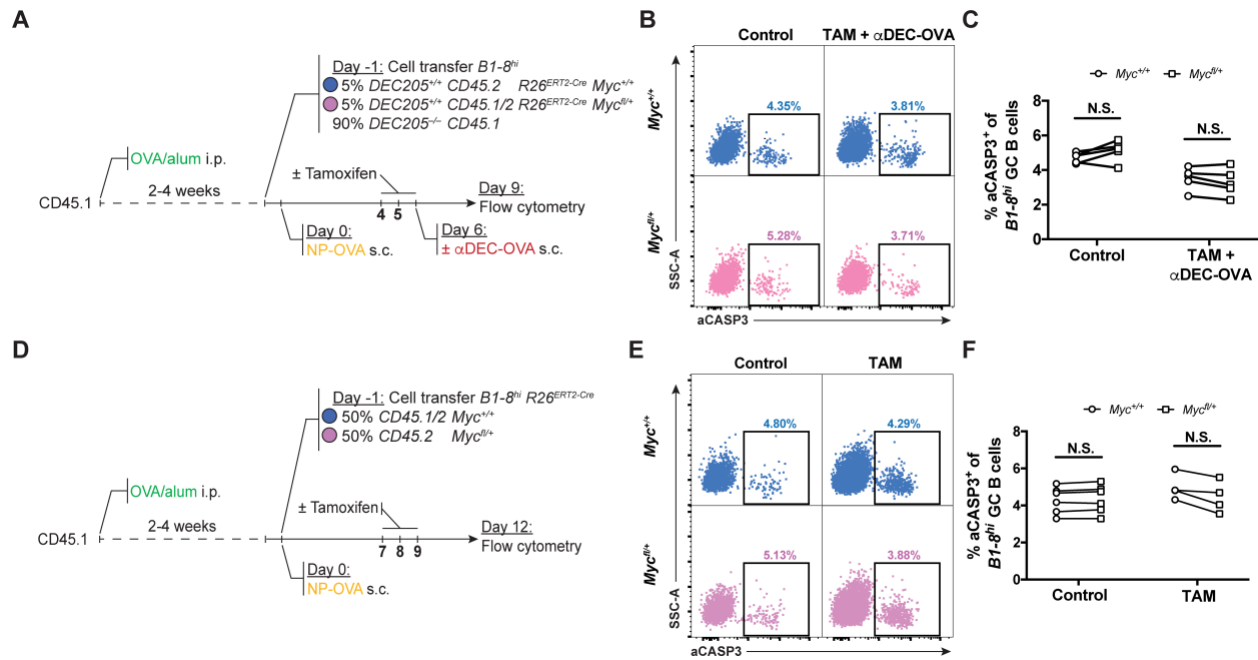 A
Day -1: Cell transfer B1-8hi
5% DEC205+/+ CD45.2 R26ERT2-Cre Myc+/+
5% DEC205+/+ CD45.1/2 R26ERT2-Cre Mycfl/+
90% DEC205–/– CD45.1
OVA/alum i.p.
2-4 weeks
CD45.1
± Tamoxifen
4 5
Day 9:
Flow cytometry
Day 0:
NP-OVA s.c.
Day 6:
± αDEC-OVA s.c.
B
Control TAM + αDEC-OVA
Myc+/+
4.35% 3.81%
Mycfl/+
5.28% 3.71%
SSC-A
aCASP3
C
Myc+/+ Mycfl/+
N.S.
N.S.
% aCASP3+ of
B1-8hi GC B cells
8
6
4
2
0
Control TAM +
αDEC-OVA
D
Day -1: Cell transfer B1-8hi R26ERT2-Cre
50% CD45.1/2 Myc+/+
50% CD45.2 Mycfl/+
OVA/alum i.p.
2-4 weeks
CD45.1
± Tamoxifen
7 8 9
Day 12:
Flow cytometry
Day 0:
NP-OVA s.c.
E
Control TAM
Myc+/+
4.80% 4.29%
Mycfl/+
5.13% 3.88%
SSC-A
aCASP3
F
Myc+/+ Mycfl/+
N.S. N.S.
% aCASP3+ of
B1-8hi GC B cells
8
6
4
2
0
Control TAM